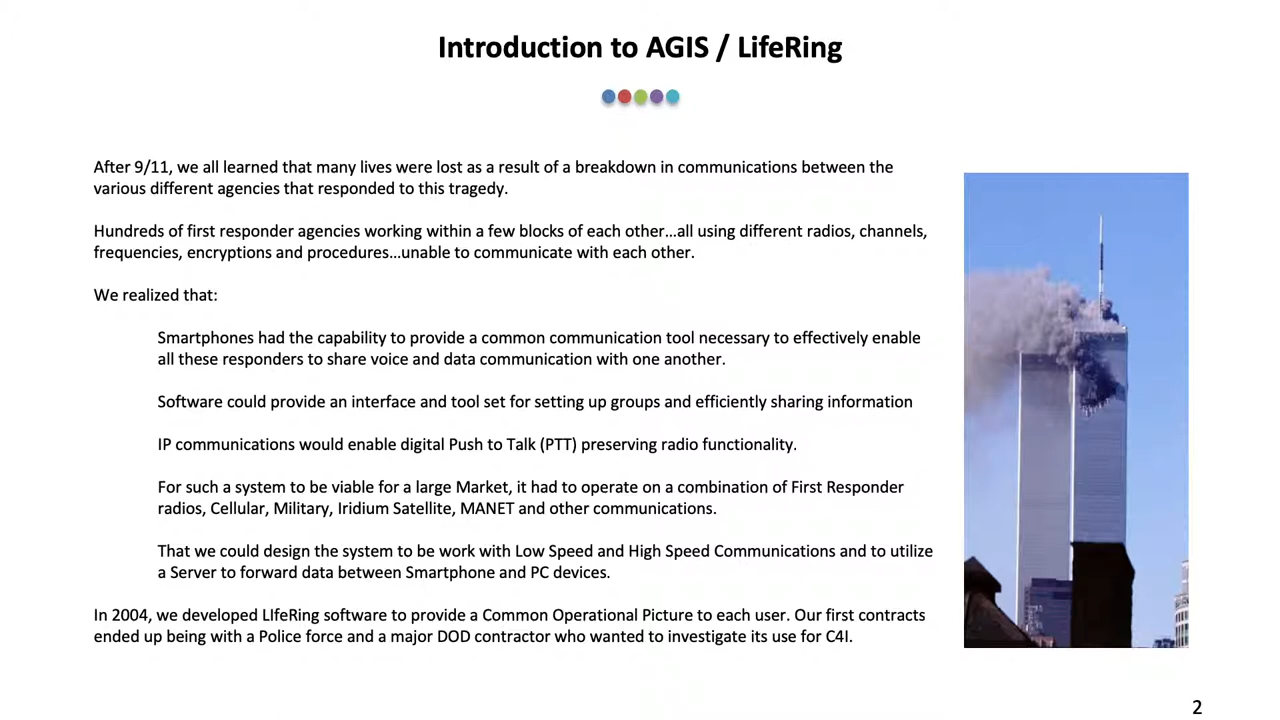 Introduction to AGIS / LifeRing
After 9/11, we all learned that many lives were lost as a result of a breakdown in communications between the
various different agencies that responded to this tragedy.
Hundreds of first responder agencies working within a few blocks of each other…all using different radios, channels,
frequencies, encryptions and procedures…unable to communicate with each other.
We realized that:
Smartphones had the capability to provide a common communication tool necessary to effectively enable
all these responders to share voice and data communication with one another.
Software could provide an interface and tool set for setting up groups and efficiently sharing information
IP communications would enable digital Push to Talk (PTT) preserving radio functionality.
For such a system to be viable for a large Market, it had to operate on a combination of First Responder
radios, Cellular, Military, Iridium Satellite, MANET and other communications.
That we could design the system to be work with Low Speed and High Speed Communications and to utilize
a Server to forward data between Smartphone and PC devices.
In 2004, we developed LIfeRing software to provide a Common Operational Picture to each user. Our first contracts
ended up being with a Police force and a major DOD contractor who wanted to investigate its use for C4I.
2